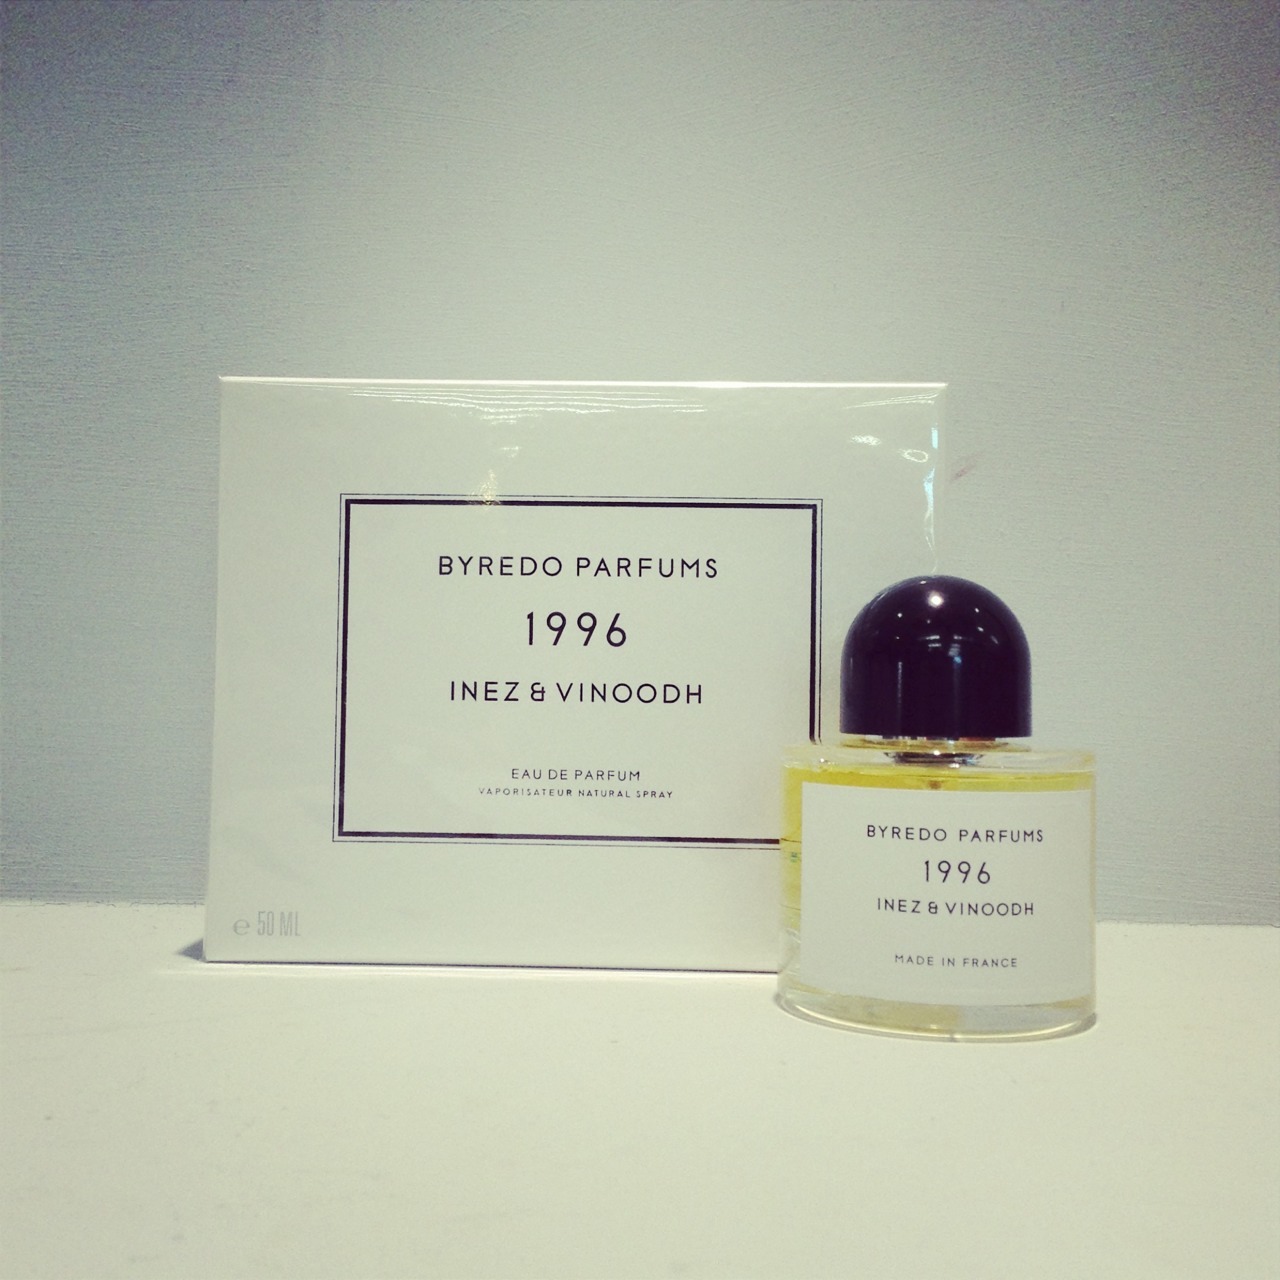 BYREDO PARFUMS
1996
INEZ & VINOODH
EAU DE PARFUM
VAPORISATEUR NATURAL SPRAY
℮ 50 ML
BYREDO PARFUMS
1996
INEZ & VINOODH
MADE IN FRANCE